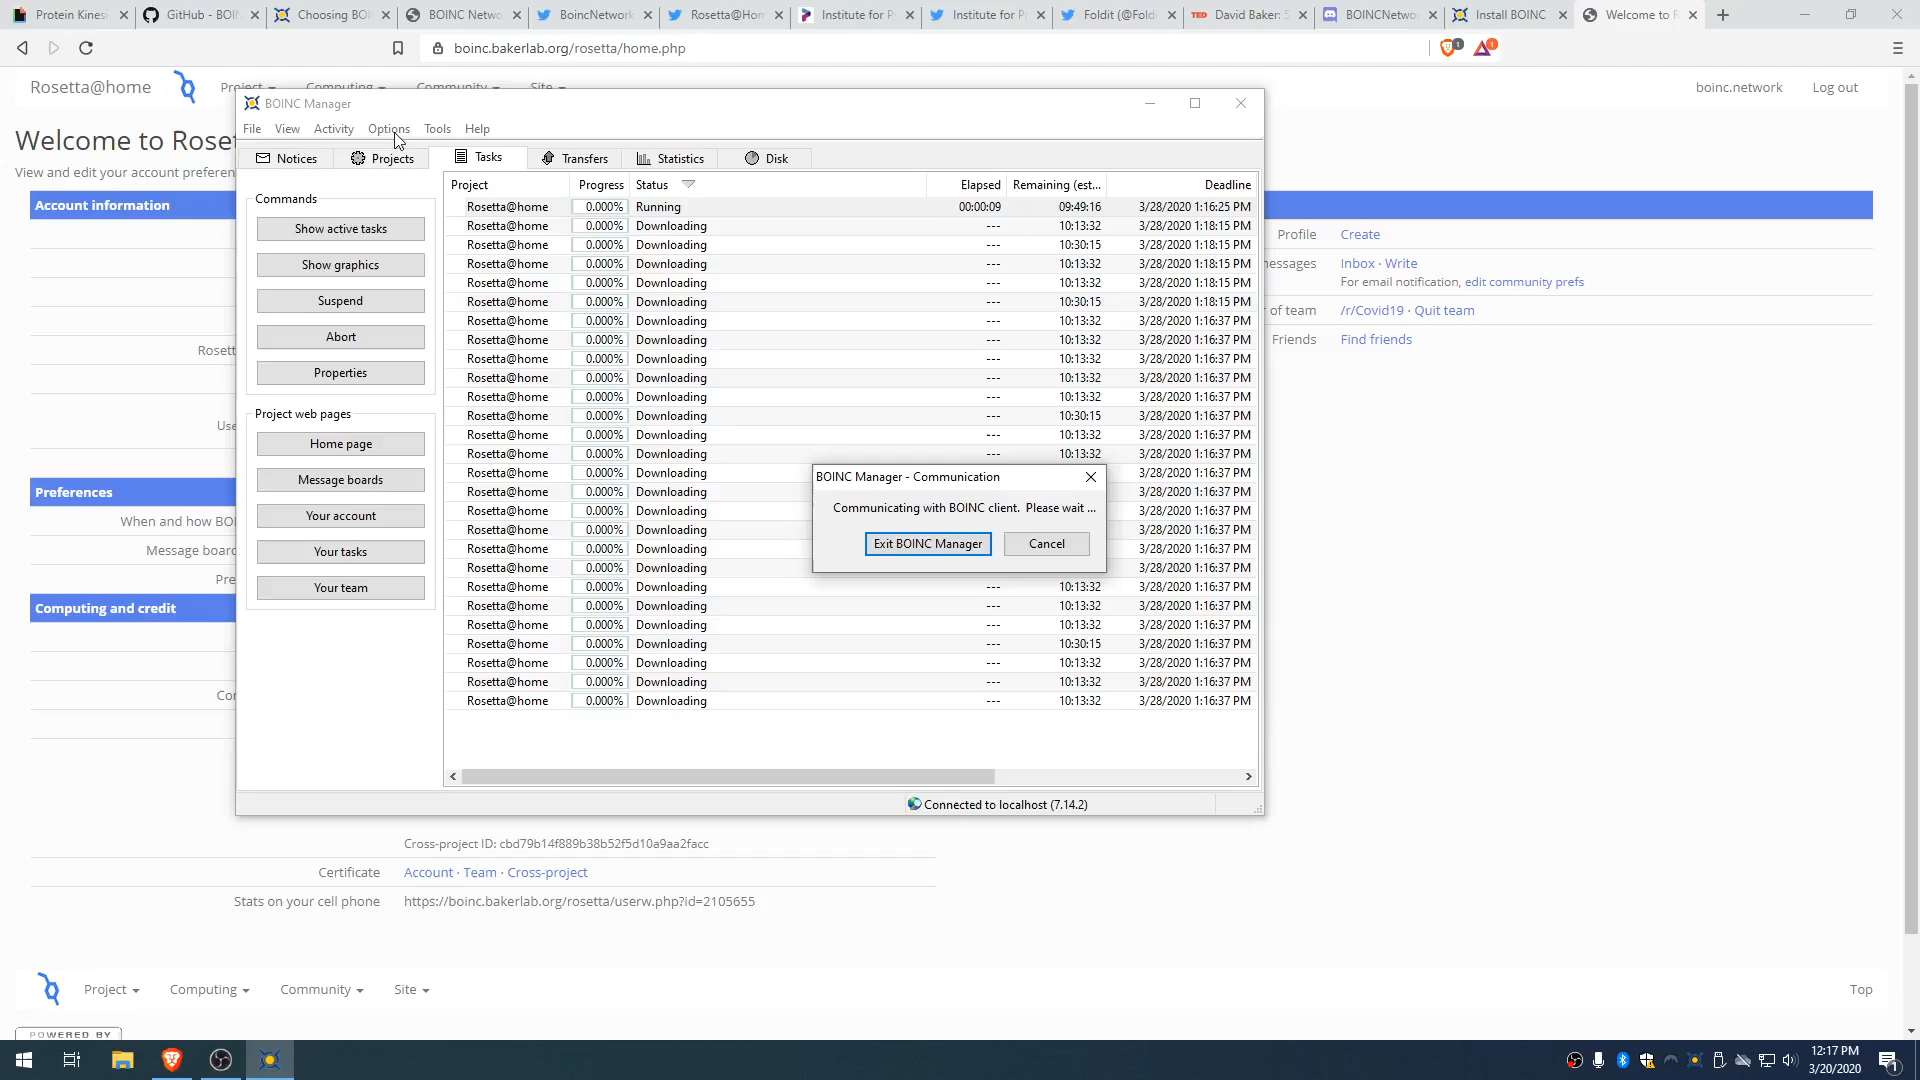 Protein Kines
GitHub - BOIN
Choosing BOI
BOINC Netwo
BoincNetwork
Rosetta@Hom
Institute for P
Institute for P
Foldit (@Fold
TED
David Baker: 5
BOINCNetwo
Install BOINC
Welcome to R
boinc.bakerlab.org/rosetta/home.php
1
1
Rosetta@home
Project
Computing
Community
Site
boinc.network
Log out
Welcome to Roset
View and edit your account preferen
Account information
Rosett
Use
Preferences
When and how BOI
Message board
Pre
Computing and credit
Con
BOINC Manager
File
View
Activity
Options
Tools
Help
Notices
Projects
Tasks
Transfers
Statistics
Disk
Commands
Show active tasks
Show graphics
Suspend
Abort
Properties
Project web pages
Home page
Message boards
Your account
Your tasks
Your team
Project Progress Status Elapsed Remaining (est... Deadline
Rosetta@home 0.000% Running 00:00:09 09:49:16 3/28/2020 1:16:25 PM
Rosetta@home 0.000% Downloading --- 10:13:32 3/28/2020 1:18:15 PM
Rosetta@home 0.000% Downloading --- 10:30:15 3/28/2020 1:18:15 PM
Rosetta@home 0.000% Downloading --- 10:13:32 3/28/2020 1:18:15 PM
Rosetta@home 0.000% Downloading --- 10:13:32 3/28/2020 1:18:15 PM
Rosetta@home 0.000% Downloading --- 10:30:15 3/28/2020 1:18:15 PM
Rosetta@home 0.000% Downloading --- 10:13:32 3/28/2020 1:16:37 PM
Rosetta@home 0.000% Downloading --- 10:13:32 3/28/2020 1:16:37 PM
Rosetta@home 0.000% Downloading --- 10:13:32 3/28/2020 1:16:37 PM
Rosetta@home 0.000% Downloading --- 10:13:32 3/28/2020 1:16:37 PM
Rosetta@home 0.000% Downloading --- 10:13:32 3/28/2020 1:16:37 PM
Rosetta@home 0.000% Downloading --- 10:30:15 3/28/2020 1:16:37 PM
Rosetta@home 0.000% Downloading --- 10:13:32 3/28/2020 1:16:37 PM
Rosetta@home 0.000% Downloading --- 10:13:32 3/28/2020 1:16:37 PM
Rosetta@home 0.000% Downloading 3/28/2020 1:16:37 PM
Rosetta@home 0.000% Downloading 3/28/2020 1:16:37 PM
Rosetta@home 0.000% Downloading 3/28/2020 1:16:37 PM
Rosetta@home 0.000% Downloading 3/28/2020 1:16:37 PM
Rosetta@home 0.000% Downloading 3/28/2020 1:16:37 PM
Rosetta@home 0.000% Downloading 3/28/2020 1:16:37 PM
Rosetta@home 0.000% Downloading --- 10:13:32 3/28/2020 1:16:37 PM
Rosetta@home 0.000% Downloading --- 10:13:32 3/28/2020 1:16:37 PM
Rosetta@home 0.000% Downloading --- 10:13:32 3/28/2020 1:16:37 PM
Rosetta@home 0.000% Downloading --- 10:30:15 3/28/2020 1:16:37 PM
Rosetta@home 0.000% Downloading --- 10:13:32 3/28/2020 1:16:37 PM
Rosetta@home 0.000% Downloading --- 10:13:32 3/28/2020 1:16:37 PM
Rosetta@home 0.000% Downloading --- 10:13:32 3/28/2020 1:16:37 PM
BOINC Manager - Communication
Communicating with BOINC client. Please wait ...
Exit BOINC Manager
Cancel
Connected to localhost (7.14.2)
Profile Create
essages Inbox · Write
For email notification, edit community prefs
of team /r/Covid19 · Quit team
Friends Find friends
Cross-project ID: cbd79b14f889b38b52f5d10a9aa2facc
Certificate Account · Team · Cross-project
Stats on your cell phone https://boinc.bakerlab.org/rosetta/userw.php?id=2105655
Project
Computing
Community
Site
Top
POWERED BY
12:17 PM
3/20/2020
1